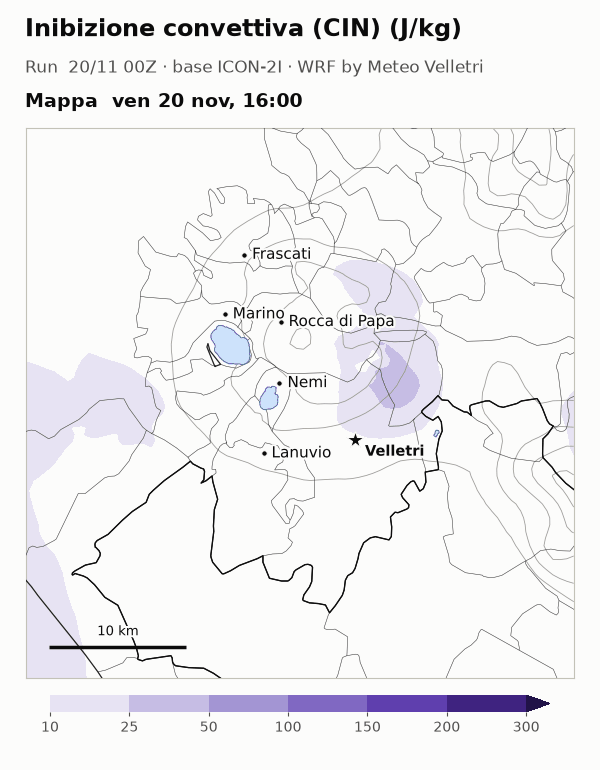 Inibizione convettiva (CIN) (J/kg)
Run  20/11 00Z · base ICON-2I · WRF by Meteo Velletri
Mappa  ven 20 nov, 16:00
Frascati
Marino
Rocca di Papa
Nemi
Velletri
Lanuvio
10 km
10 25 50 100 150 200 300